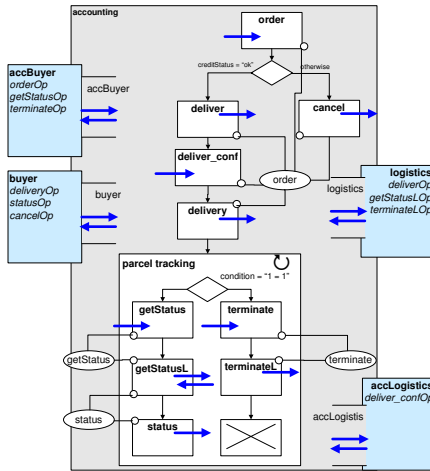 accounting
order
creditStatus = "ok"
otherwise
accBuyer
orderOp
getStatusOp
terminateOp
accBuyer
deliver
cancel
deliver_conf
order
buyer
deliveryOp
statusOp
cancelOp
buyer
delivery
logistics
logistics
deliverOp
getStatusLOp
terminateLOp
parcel tracking
condition = "1 = 1"
getStatus
terminate
getStatus
getStatusL
terminateL
terminate
status
status
accLogistics
deliver_confOp
accLogistis